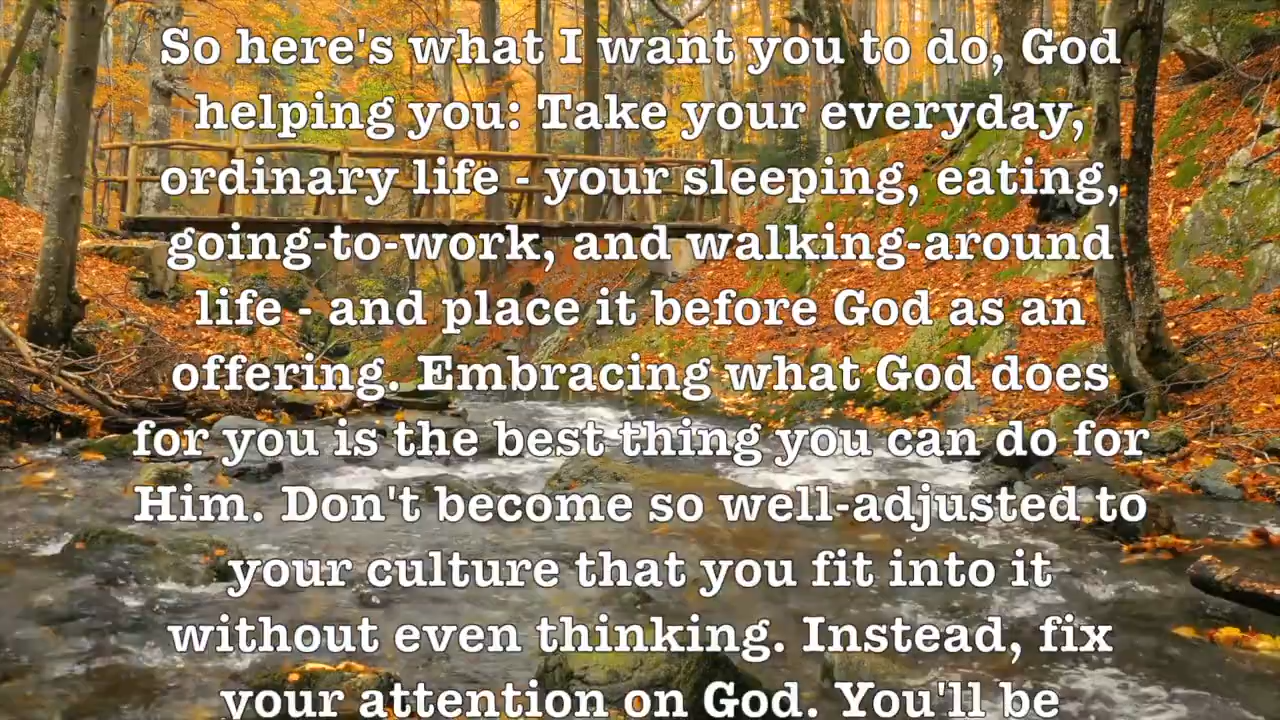 So here's what I want you to do, God
helping you: Take your everyday,
ordinary life - your sleeping, eating,
going-to-work, and walking-around
life - and place it before God as an
offering. Embracing what God does
for you is the best thing you can do for
Him. Don't become so well-adjusted to
your culture that you fit into it
without even thinking. Instead, fix
your attention on God. You'll be